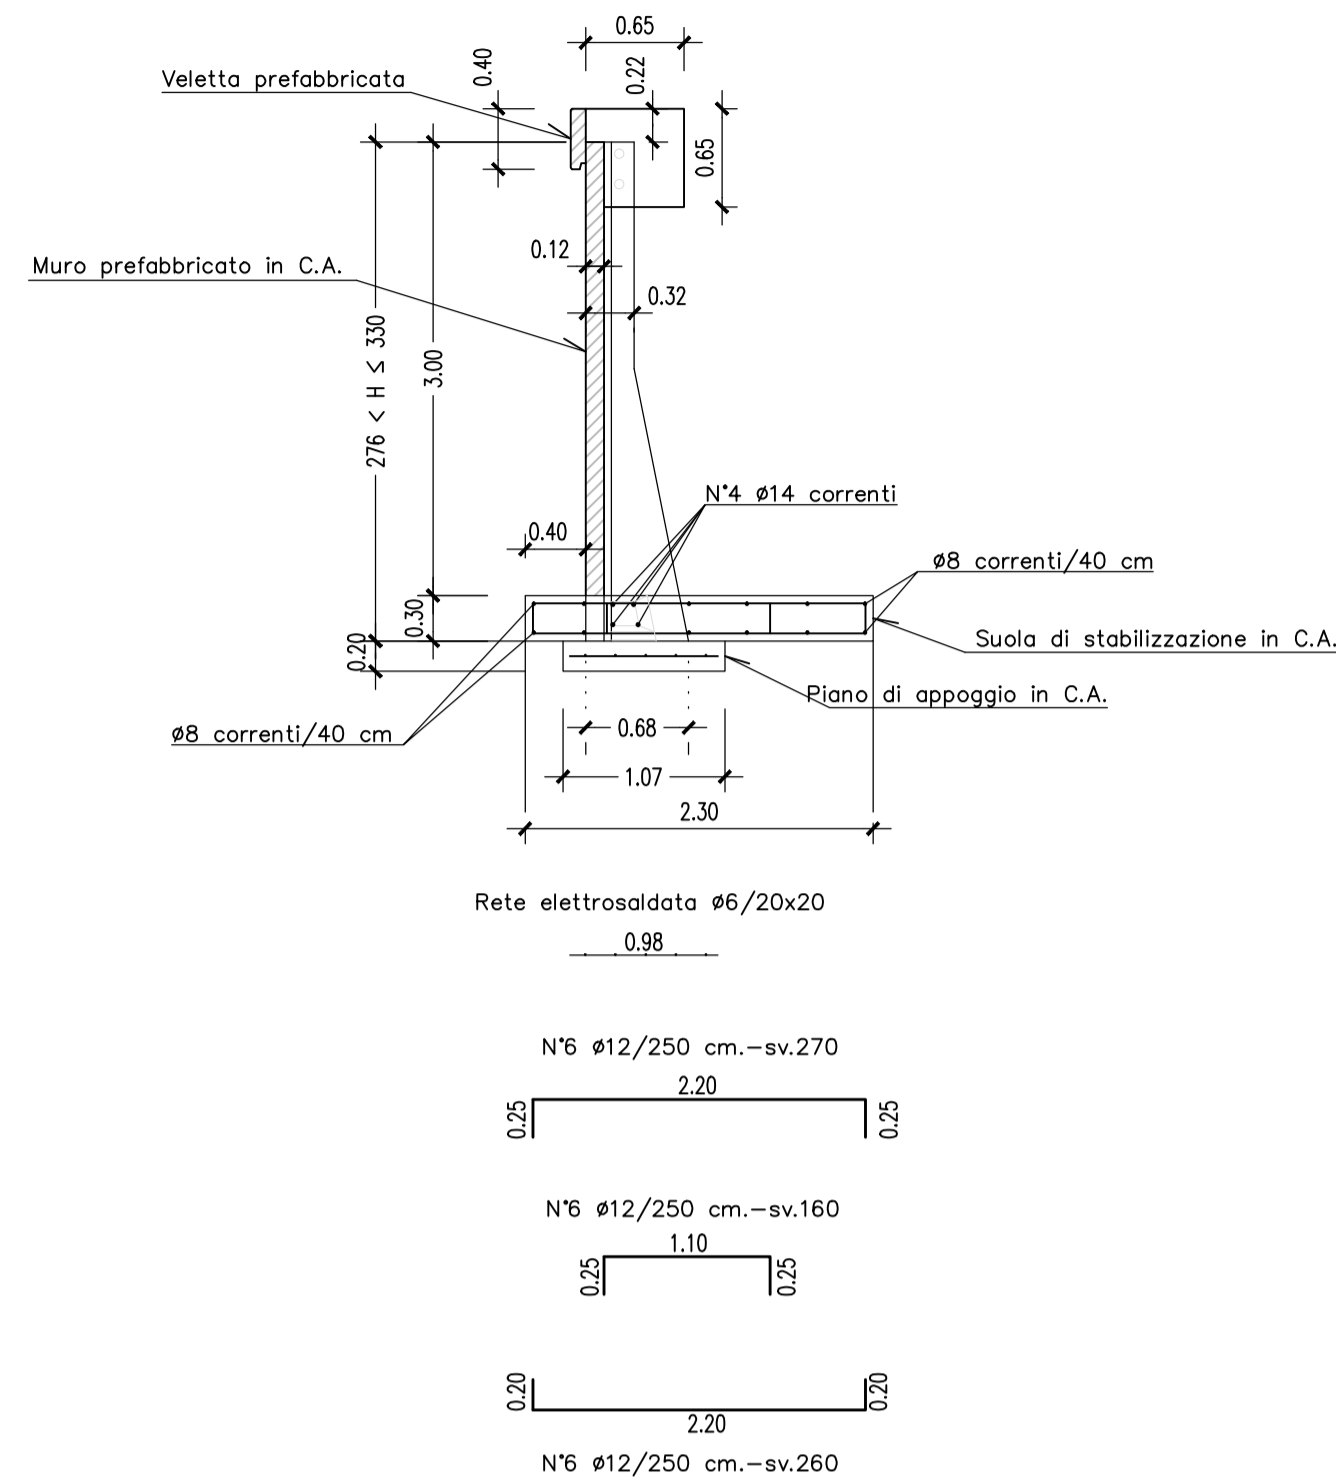 0.65
0.40
0.22
Veletta prefabbricata
0.65
0.12
Muro prefabbricato in C.A.
0.32
276 < H ≤ 330
3.00
N°4 ø14 correnti
0.40
ø8 correnti/40 cm
0.30
0.20
Suola di stabilizzazione in C.A.
Piano di appoggio in C.A.
ø8 correnti/40 cm
0.68
1.07
2.30
Rete elettrosaldata ø6/20x20
0.98
N°6 ø12/250 cm.-sv.270
2.20
0.25
0.25
N°6 ø12/250 cm.-sv.160
1.10
0.25
0.25
0.20
0.20
2.20
N°6 ø12/250 cm.-sv.260